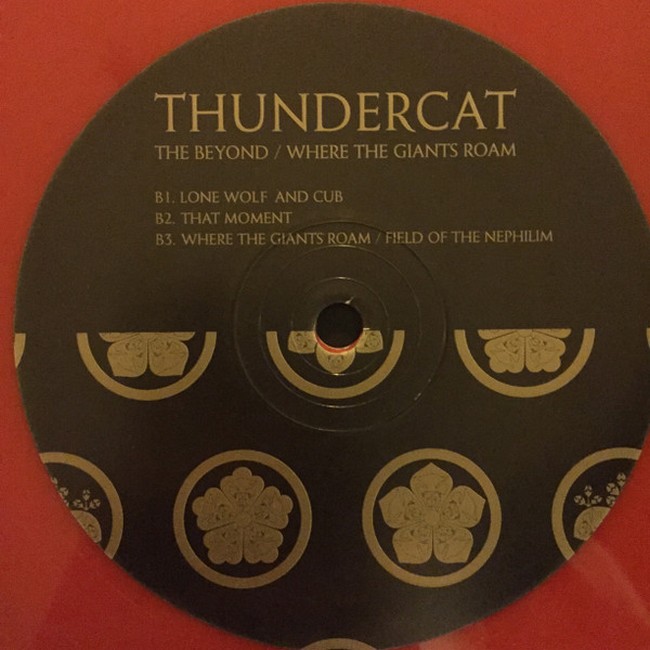 THUNDERCAT
THE BEYOND / WHERE THE GIANTS ROAM
B1. LONE WOLF AND CUB
B2. THAT MOMENT
B3. WHERE THE GIANTS ROAM / FIELD OF THE NEPHILIM